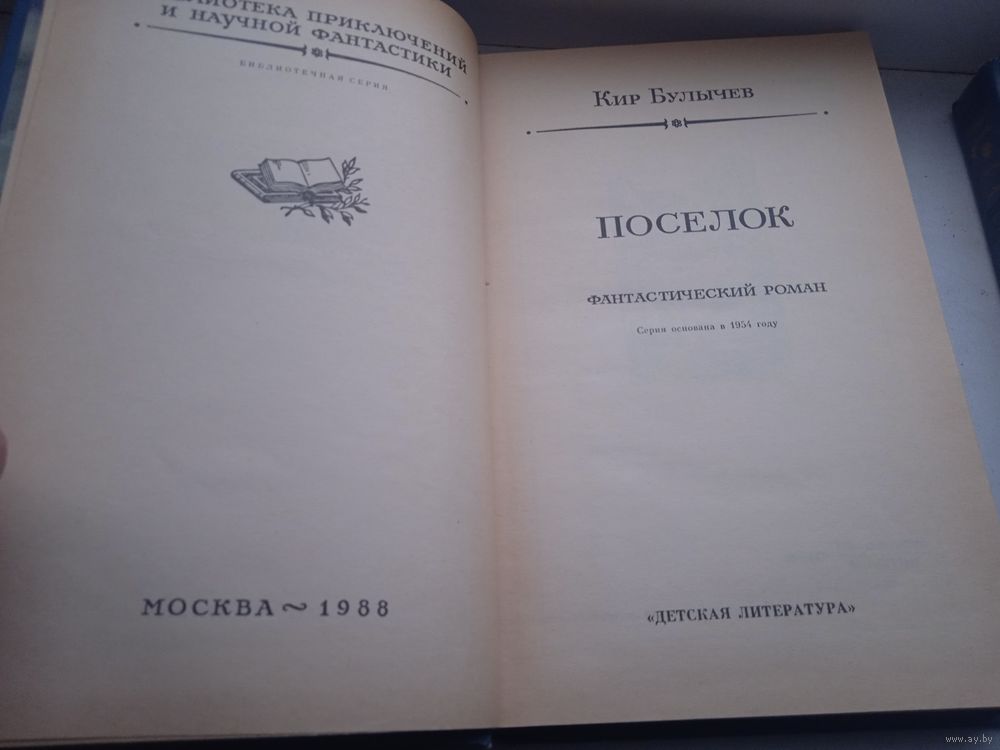 БЛИОТЕКА ПРИКЛЮЧЕНИЙ
И НАУЧНОЙ ФАНТАСТИКИ
БИБЛИОТЕЧНАЯ СЕРИЯ
МОСКВА ~ 1988
КИР БУЛЫЧЕВ
ПОСЕЛОК
ФАНТАСТИЧЕСКИЙ РОМАН
Серия основана в 1954 году
«ДЕТСКАЯ ЛИТЕРАТУРА»
www.ay.by